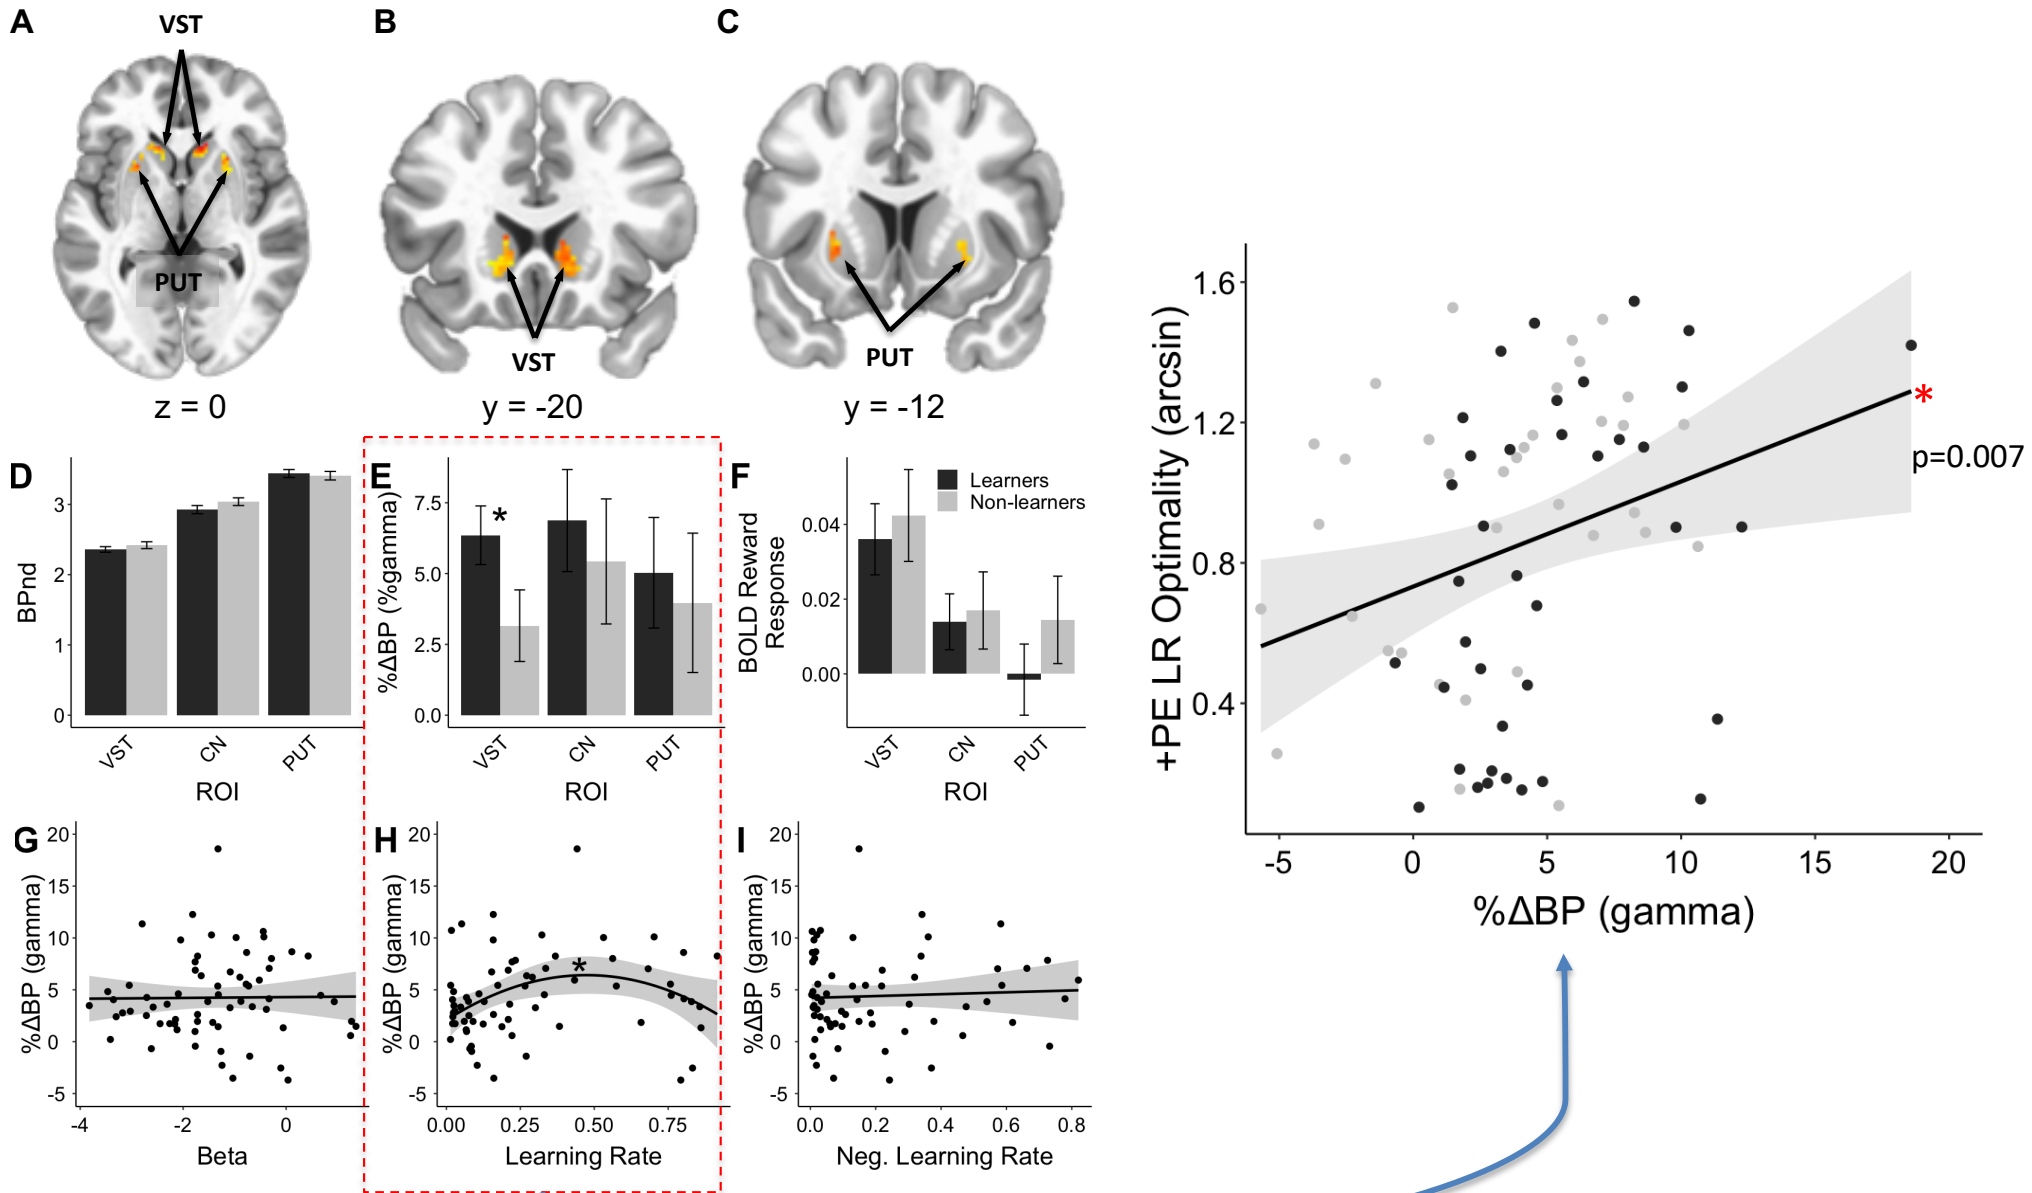 A
VST
PUT
z = 0
B
VST
y = -20
C
PUT
y = -12
D
BPnd
3
2
1
0
VST
CN
PUT
ROI
E
%ΔBP (%gamma)
7.5
5.0
2.5
0.0
*
VST
CN
PUT
ROI
F
BOLD Reward
Response
0.04
0.02
0.00
Learners
Non-learners
VST
CN
PUT
ROI
G
%ΔBP (gamma)
20
15
10
5
0
-5
-4
-2
0
Beta
H
%ΔBP (gamma)
20
15
10
5
0
-5
*
0.00
0.25
0.50
0.75
Learning Rate
I
%ΔBP (gamma)
20
15
10
5
0
-5
0.0
0.2
0.4
0.6
0.8
Neg. Learning Rate
+PE LR Optimality (arcsin)
1.6
1.2
0.8
0.4
*
p=0.007
-5
0
5
10
15
20
%ΔBP (gamma)